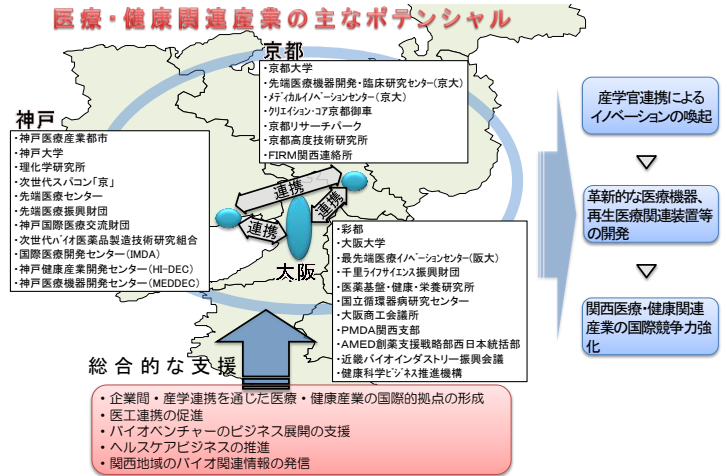 医療・健康関連産業の主なポテンシャル
京都
・京都大学
・先端医療機器開発・臨床研究センター(京大)
・メディカルイノベーションセンター(京大)
・クリエイション・コア京都御車
・京都リサーチパーク
・京都高度技術研究所
・FIRM関西連絡所
神戸
・神戸医療産業都市
・神戸大学
・理化学研究所
・次世代スパコン「京」
・先端医療センター
・先端医療振興財団
・神戸国際医療交流財団
・次世代バイオ医薬品製造技術研究組合
・国際医療開発センター(IMDA)
・神戸健康産業開発センター(HI-DEC)
・神戸医療機器開発センター(MEDDEC)
連携
連携
連携
大阪
・彩都
・大阪大学
・最先端医療イノベーションセンター(阪大)
・千里ライフサイエンス振興財団
・医薬基盤・健康・栄養研究所
・国立循環器病研究センター
・大阪商工会議所
・PMDA関西支部
・AMED創薬支援戦略部西日本統括部
・近畿バイオインダストリー振興会議
・健康科学ビジネス推進機構
総合的な支援
・企業間・産学連携を通じた医療・健康産業の国際的拠点の形成
・医工連携の促進
・バイオベンチャーのビジネス展開の支援
・ヘルスケアビジネスの推進
・関西地域のバイオ関連情報の発信
産学官連携による
イノベーションの喚起
革新的な医療機器、
再生医療関連装置等
の開発
関西医療・健康関連
産業の国際競争力強
化